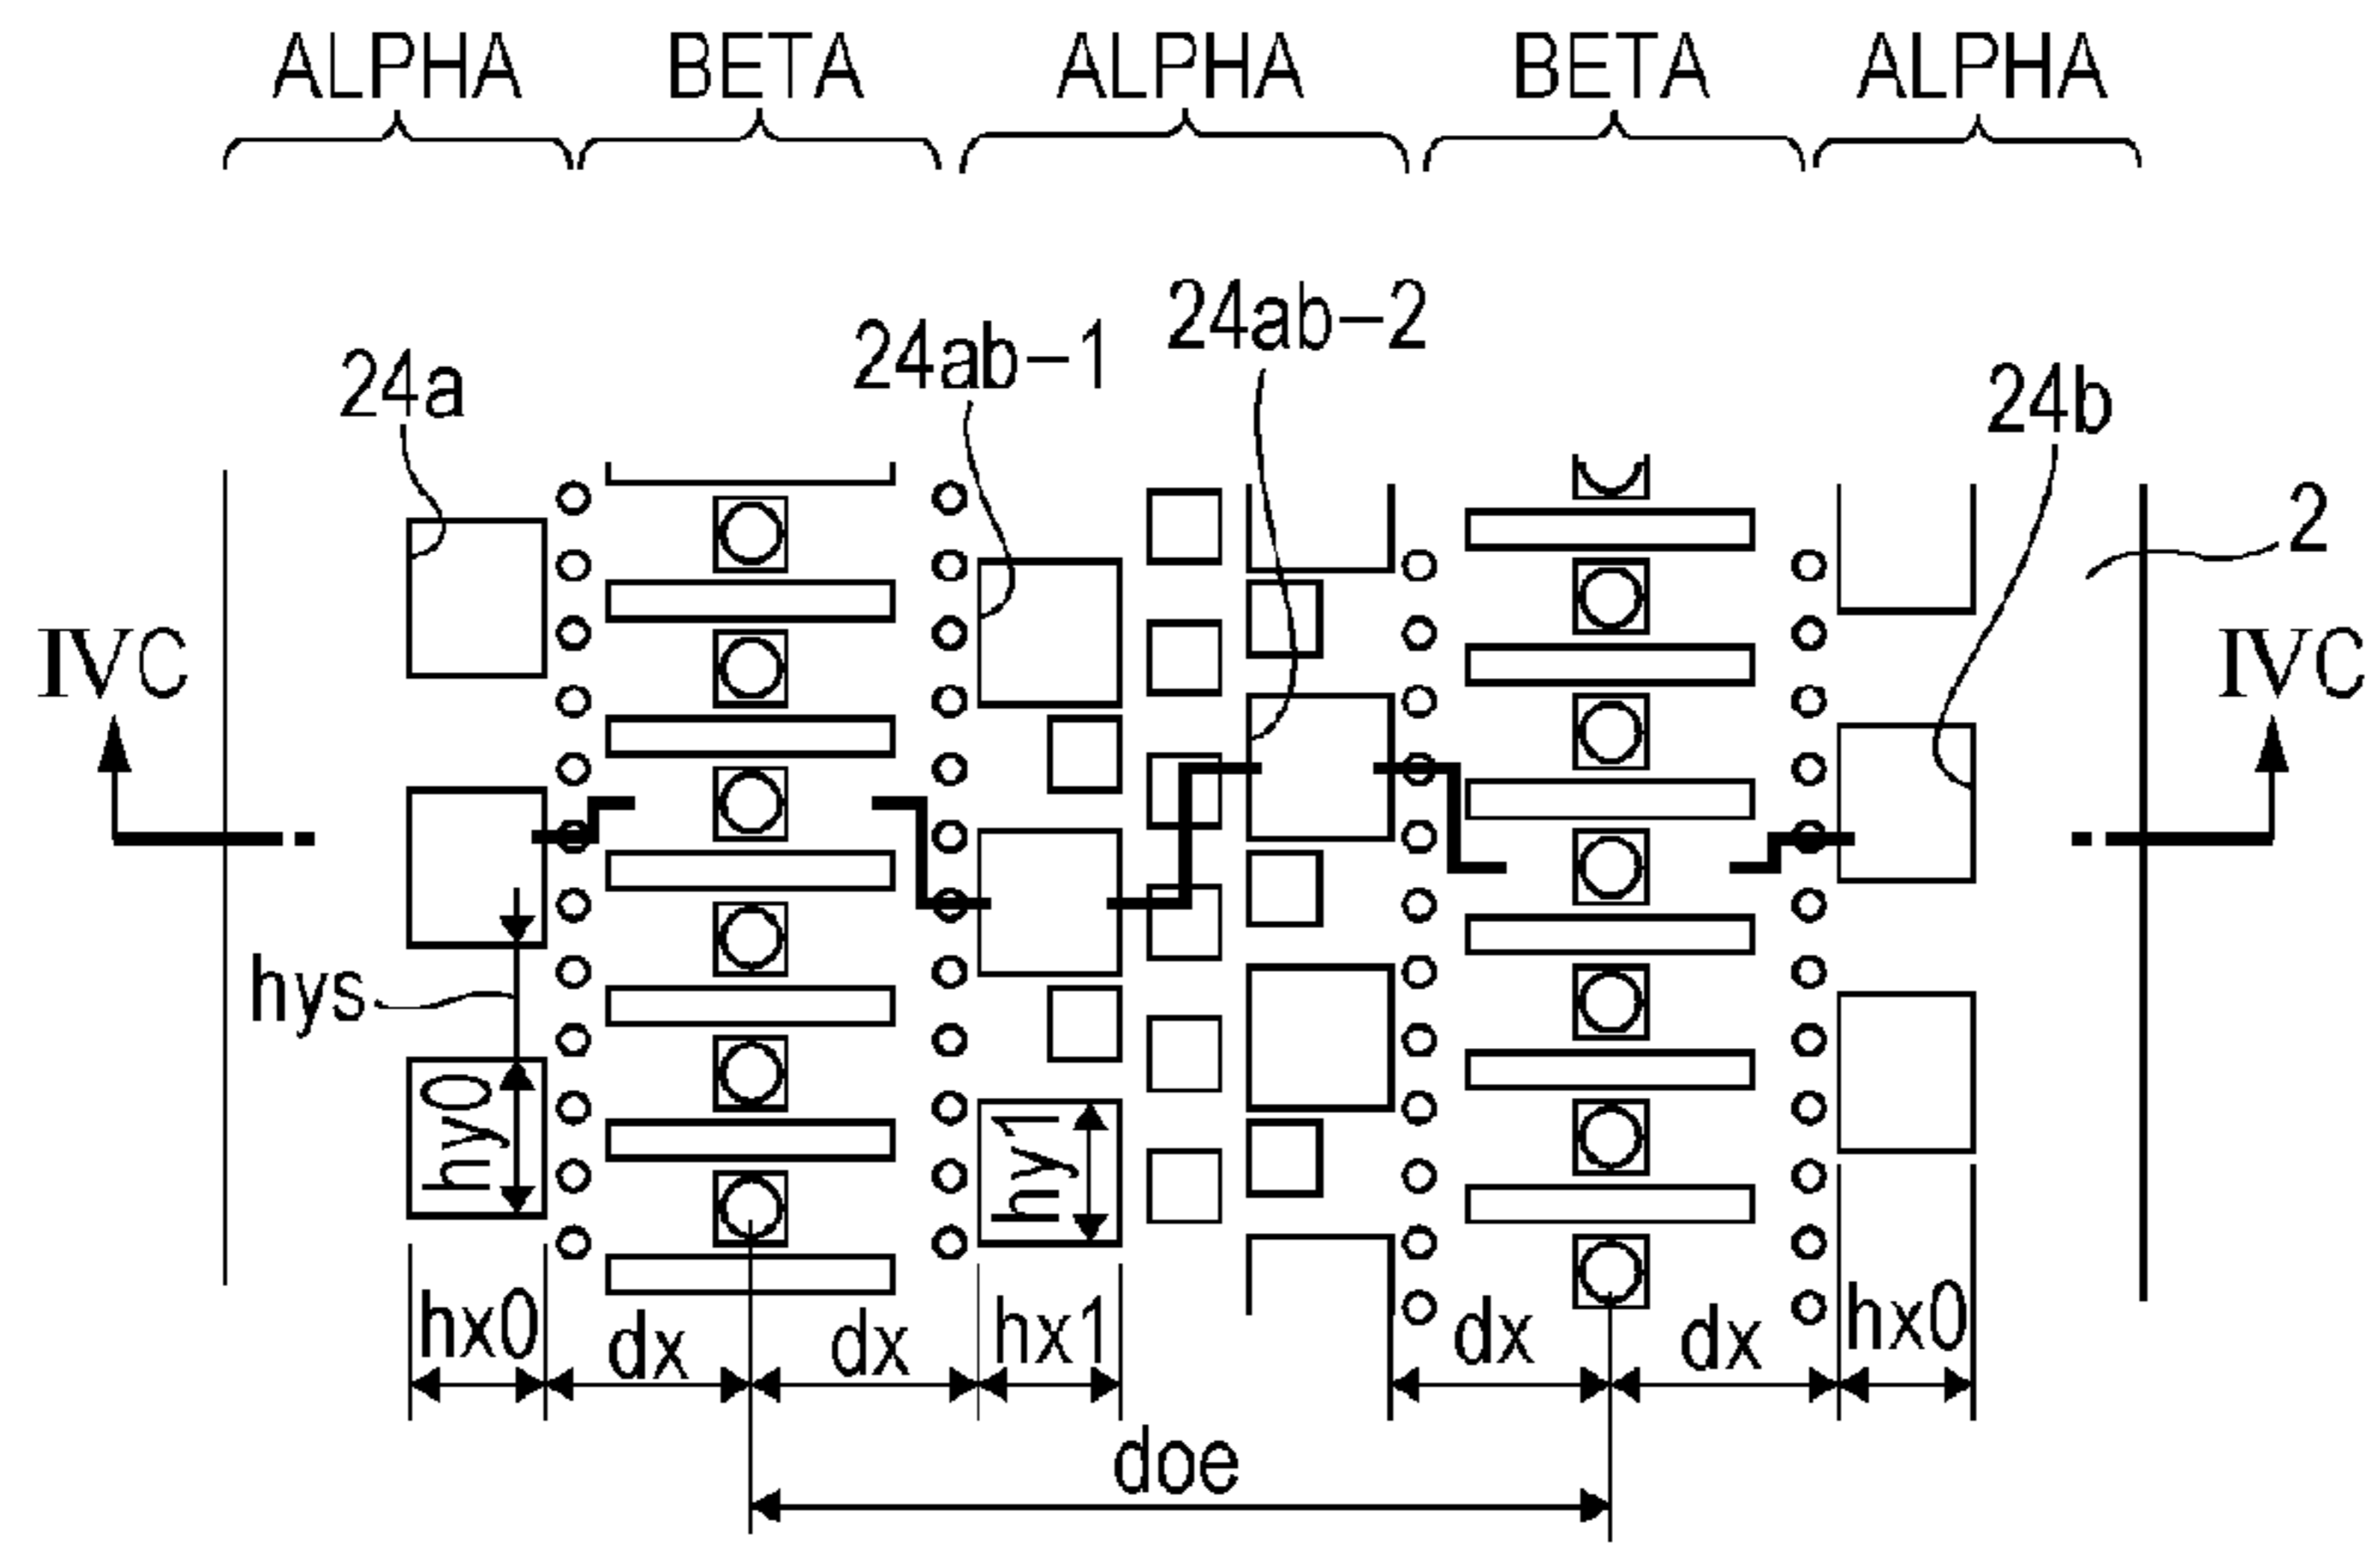 ALPHA BETA ALPHA BETA ALPHA
24ab-2
24ab-1
24a
24b
2
IVC IVC
hys
hy0
hy1
hx0 dx dx hx1 dx dx hx0
doe